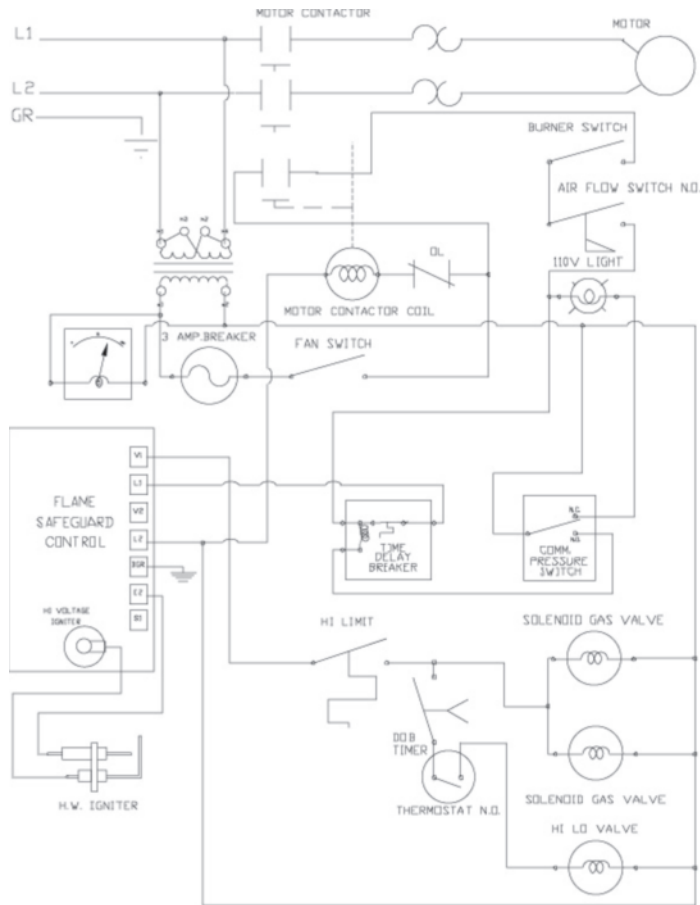 MOTOR CONTACTOR
L1
MOTOR
L2
GR
BURNER SWITCH
AIR FLOW SWITCH N.O.
OL
110V LIGHT
MOTOR CONTACTOR COIL
3 AMP.BREAKER
FAN SWITCH
V1
L1
FLAME
SAFEGUARD
CONTROL
V2
L2
E2
S1
HI VOLTAGE
IGNITER
TIME
DELAY
BREAKER
N.C.
N.O.
COMM.
PRESSURE
SWITCH
HI LIMIT
SOLENOID GAS VALVE
DOB
TIMER
THERMOSTAT N.O.
SOLENOID GAS VALVE
HI LO VALVE
H.W. IGNITER